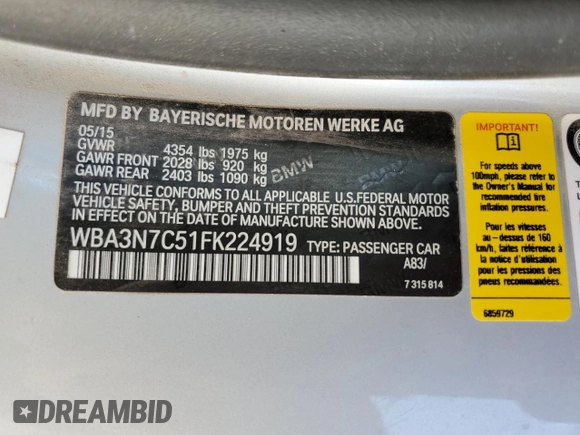 MFD BY BAYERISCHE MOTOREN WERKE AG
05/15
GVWR 4354 lbs 1975 kg
GAWR FRONT 2028 lbs 920 kg
GAWR REAR 2403 lbs 1090 kg
BMW
THIS VEHICLE CONFORMS TO ALL APPLICABLE U.S.FEDERAL MOTOR
VEHICLE SAFETY, BUMPER AND THEFT PREVENTION STANDARDS
IN EFFECT ON THE DATE OF MANUFACTURE SHOWN ABOVE.
WBA3N7C51FK224919 TYPE: PASSENGER CAR
A83/
7 315 814
IMPORTANT!
For speeds above
100mph, please refer to
the Owner's Manual for
recommended tire
inflation pressures.
Pour les vitesses
au – dessus de 160
km/h, faites référence à
la notice d'utilisation
pour les pressions des
pneus recommendées.
6859729
DREAMBID